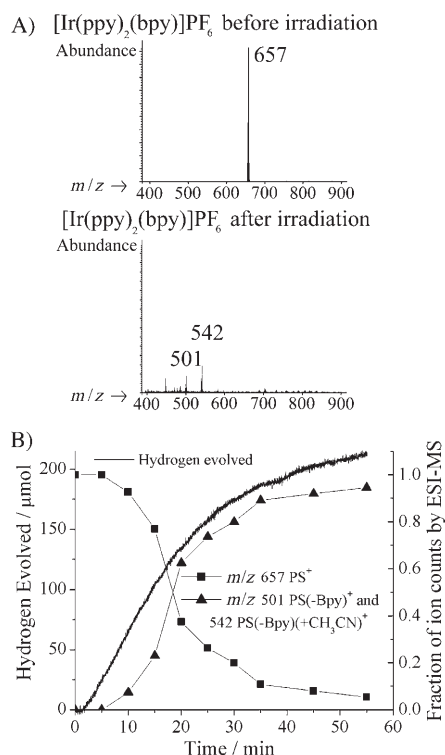 A)
[Ir(ppy)2(bpy)]PF6 before irradiation
Abundance
657
m/z → 400 500 600 700 800 900
[Ir(ppy)2(bpy)]PF6 after irradiation
Abundance
542
501
m/z → 400 500 600 700 800 900
B)
Hydrogen evolved
200
150
100
50
0
Hydrogen Evolved / μmol
m/z 657 PS+
m/z 501 PS(-Bpy)+ and
542 PS(-Bpy)(+CH3CN)+
1.0
0.8
0.6
0.4
0.2
0.0
Fraction of ion counts by ESI-MS
0 10 20 30 40 50 60
Time / min